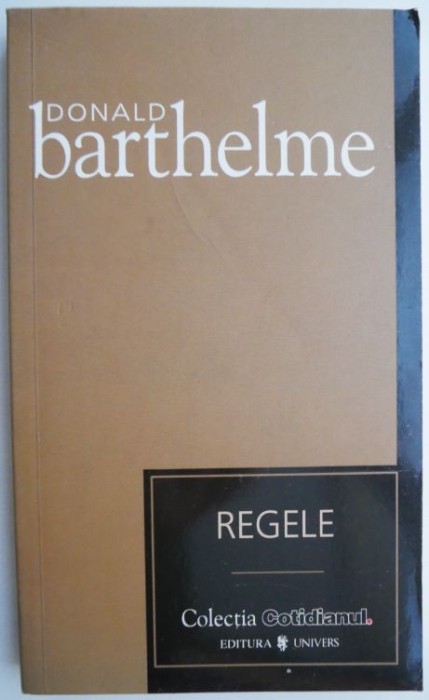 DONALD
barthelme
REGELE
Colecția Cotidianul.
EDITURA UNIVERS